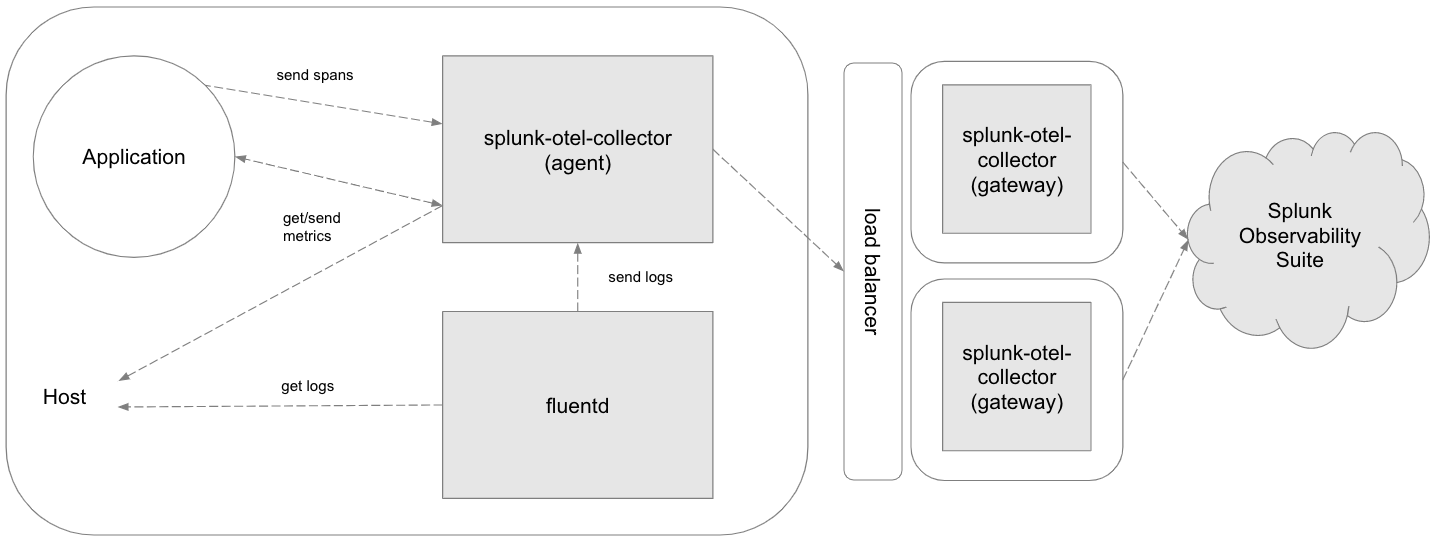 send spans
Application
splunk-otel-collector
(agent)
get/send
metrics
send logs
Host
get logs
fluentd
load balancer
splunk-otel-
collector
(gateway)
splunk-otel-
collector
(gateway)
Splunk
Observability
Suite